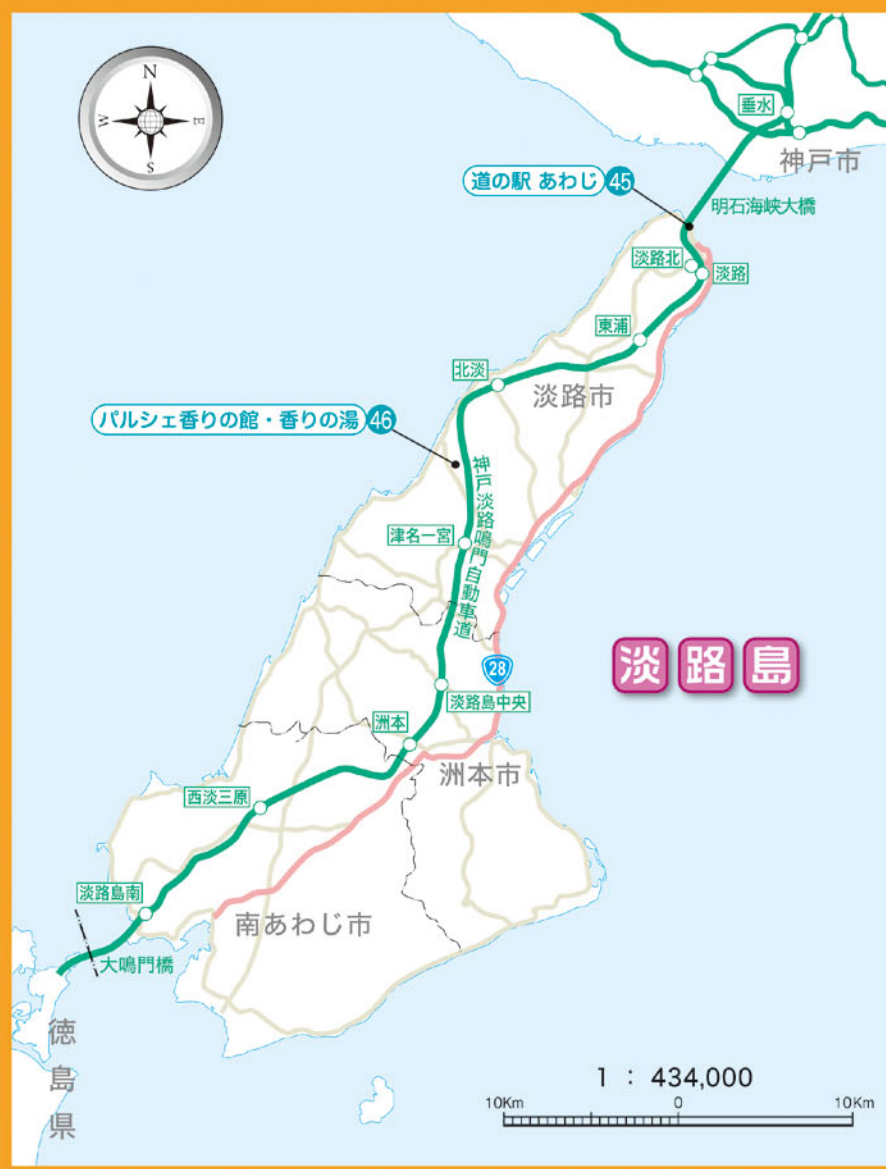 N
W
E
S
垂水
神戸市
道の駅 あわじ 45
明石海峡大橋
淡路北
淡路
東浦
北淡
淡路市
パルシェ香りの館・香りの湯 46
神戸淡路鳴門自動車道
津名一宮
28
淡路島
淡路島中央
洲本
洲本市
西淡三原
淡路島南
南あわじ市
大鳴門橋
徳島県
1 : 434,000
10Km 0 10Km